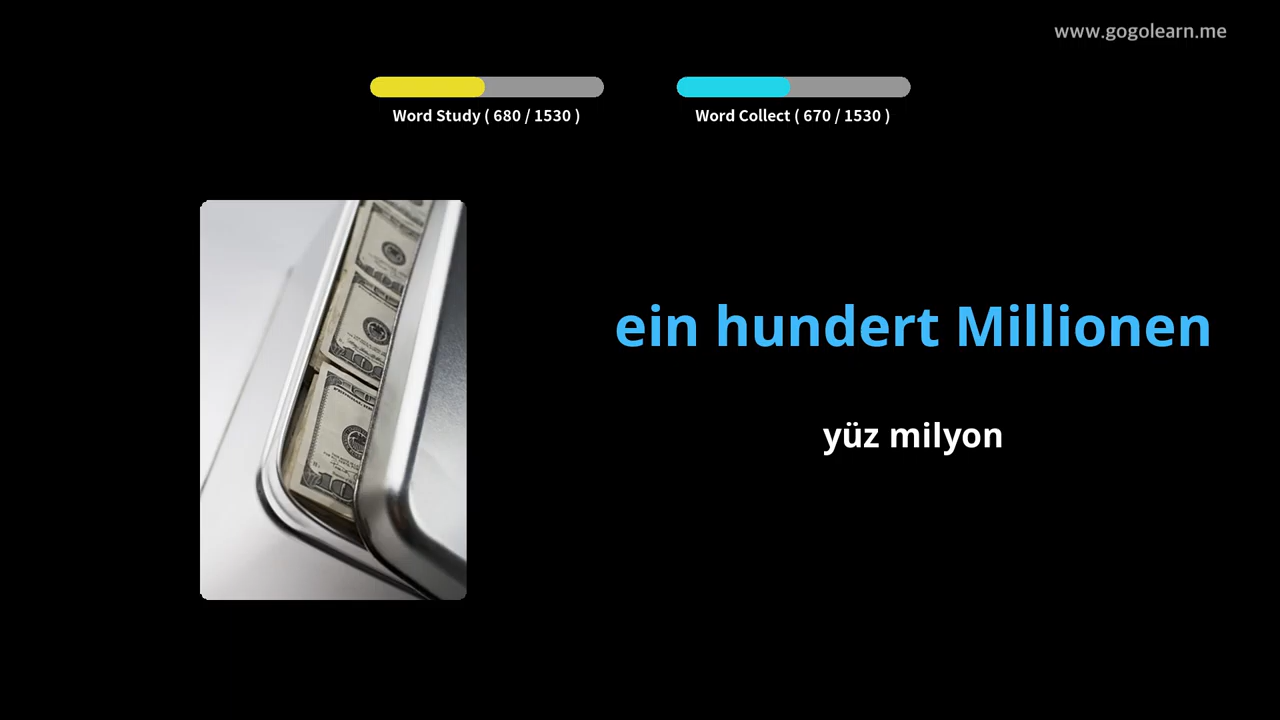 www.gogolearn.me
Word Study ( 680 / 1530 )
Word Collect ( 670 / 1530 )
ein hundert Millionen
yüz milyon